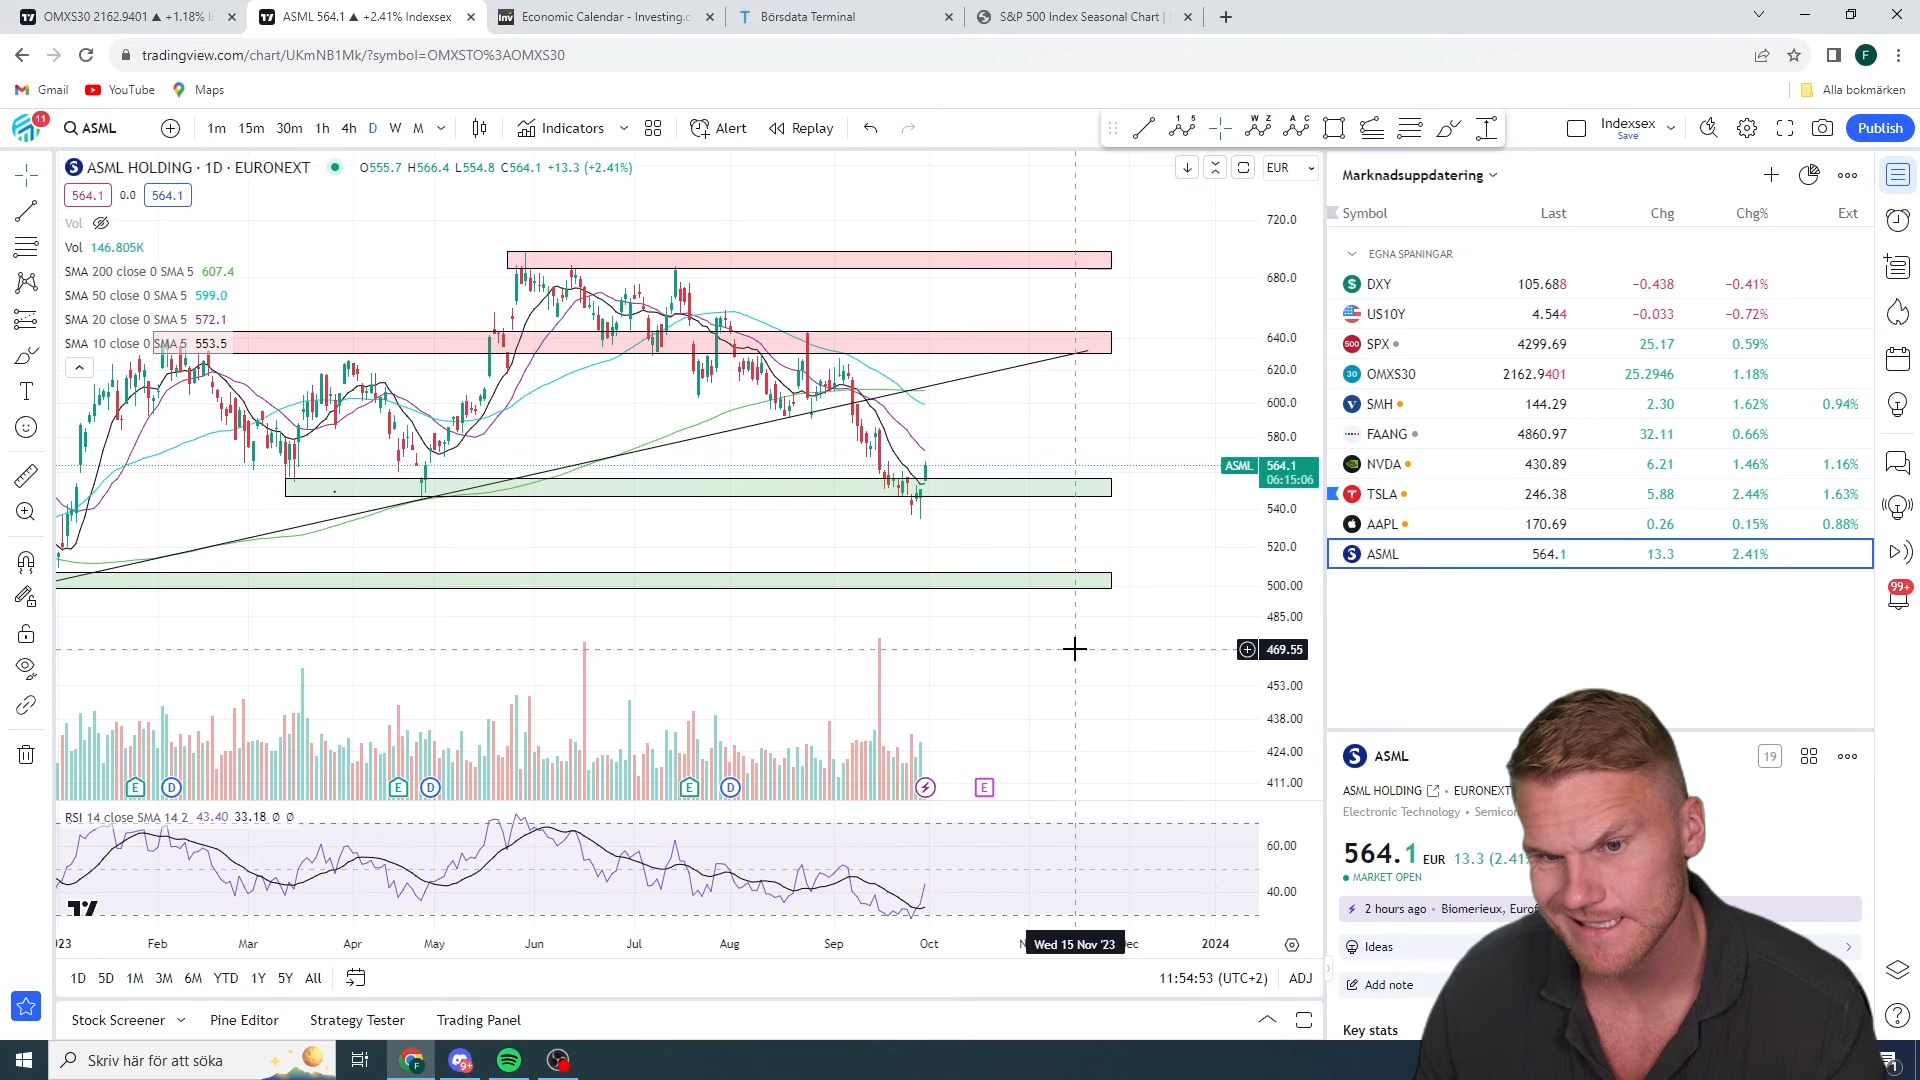 OMXS30 2162.9401 ▲ +1.18%
ASML 564.1 ▲ +2.41% Indexsex
Economic Calendar - Investing.c
Börsdata Terminal
S&P 500 Index Seasonal Chart |
tradingview.com/chart/UKmNB1Mk/?symbol=OMXSTO%3AOMXS30
F
Gmail
YouTube
Maps
Alla bokmärken
11
ASML
1m 15m 30m 1h 4h D W M
Indicators
Alert
Replay
Indexsex
Save
Publish
ASML HOLDING · 1D · EURONEXT
O555.7 H566.4 L554.8 C564.1 +13.3 (+2.41%)
EUR
564.1 0.0 564.1
Vol
Vol 146.805K
SMA 200 close 0 SMA 5 607.4
SMA 50 close 0 SMA 5 599.0
SMA 20 close 0 SMA 5 572.1
SMA 10 close 0 SMA 5 553.5
720.0
680.0
640.0
620.0
600.0
580.0
ASML 564.1
06:15:06
540.0
520.0
500.00
485.00
469.55
453.00
438.00
424.00
411.00
E D E D E D E
RSI 14 close SMA 14 2 43.40 33.18 ∅ ∅
60.00
40.00
023 Feb Mar Apr May Jun Jul Aug Sep Oct N Wed 15 Nov '23 ec 2024
1D 5D 1M 3M 6M YTD 1Y 5Y All
11:54:53 (UTC+2) ADJ
Stock Screener
Pine Editor
Strategy Tester
Trading Panel
Marknadsuppdatering
Symbol Last Chg Chg% Ext
EGNA SPANINGAR
DXY 105.688 −0.438 −0.41%
US10Y 4.544 −0.033 −0.72%
500 SPX 4299.69 25.17 0.59%
30 OMXS30 2162.9401 25.2946 1.18%
SMH 144.29 2.30 1.62% 0.94%
FAANG 4860.97 32.11 0.66%
NVDA 430.89 6.21 1.46% 1.16%
TSLA 246.38 5.88 2.44% 1.63%
AAPL 170.69 0.26 0.15% 0.88%
ASML 564.1 13.3 2.41%
99+
ASML
19
ASML HOLDING • EURONEXT
Electronic Technology • Semicon
564.1 EUR 13.3 (2.41%
MARKET OPEN
2 hours ago • Biomerieux, Eurof
Ideas
Add note
Key stats
Skriv här för att söka
9+
1